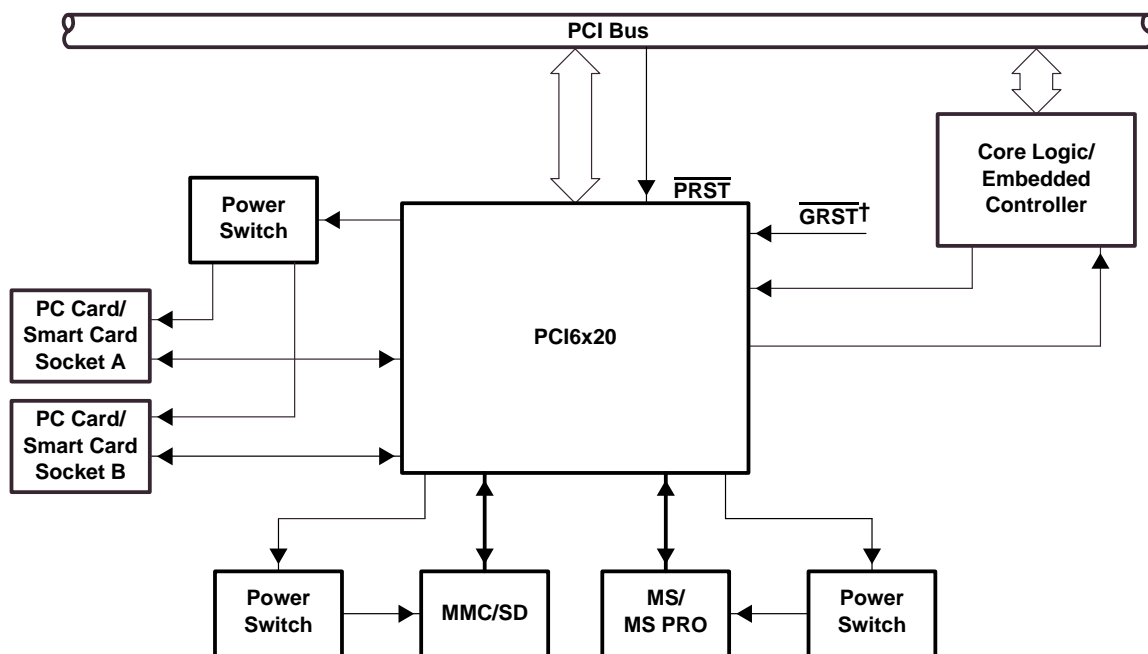 PCI Bus
PRST
GRST†
Core Logic/
Embedded
Controller
Power
Switch
PC Card/
Smart Card
Socket A
PCI6x20
PC Card/
Smart Card
Socket B
Power
Switch
MMC/SD
MS/
MS PRO
Power
Switch